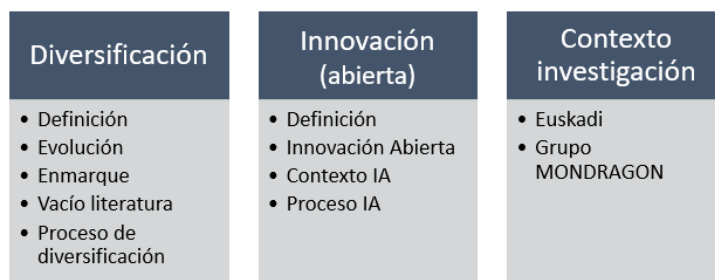 Diversificación
• Definición
• Evolución
• Enmarque
• Vacío literatura
• Proceso de
diversificación
Innovación
(abierta)
• Definición
• Innovación Abierta
• Contexto IA
• Proceso IA
Contexto
investigación
• Euskadi
• Grupo
MONDRAGON